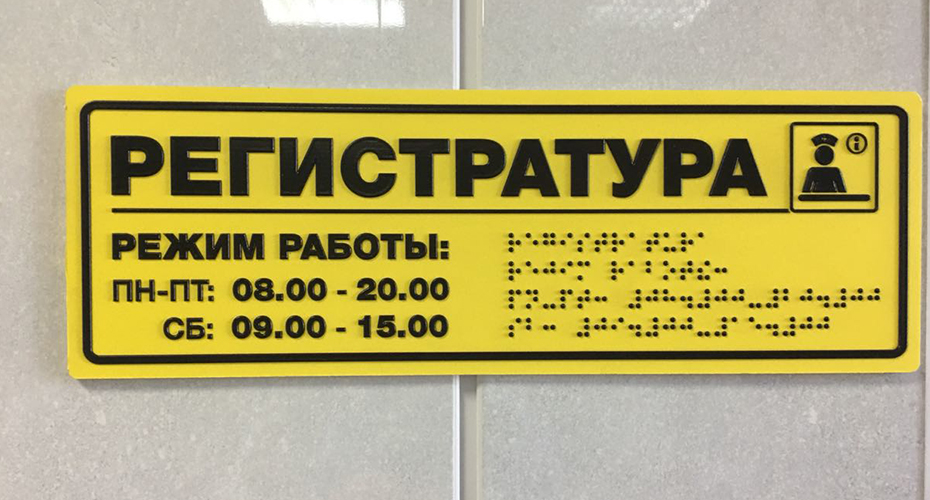 РЕГИСТРАТУРА
РЕЖИМ РАБОТЫ:
ПН-ПТ: 08.00 - 20.00
СБ: 09.00 - 15.00